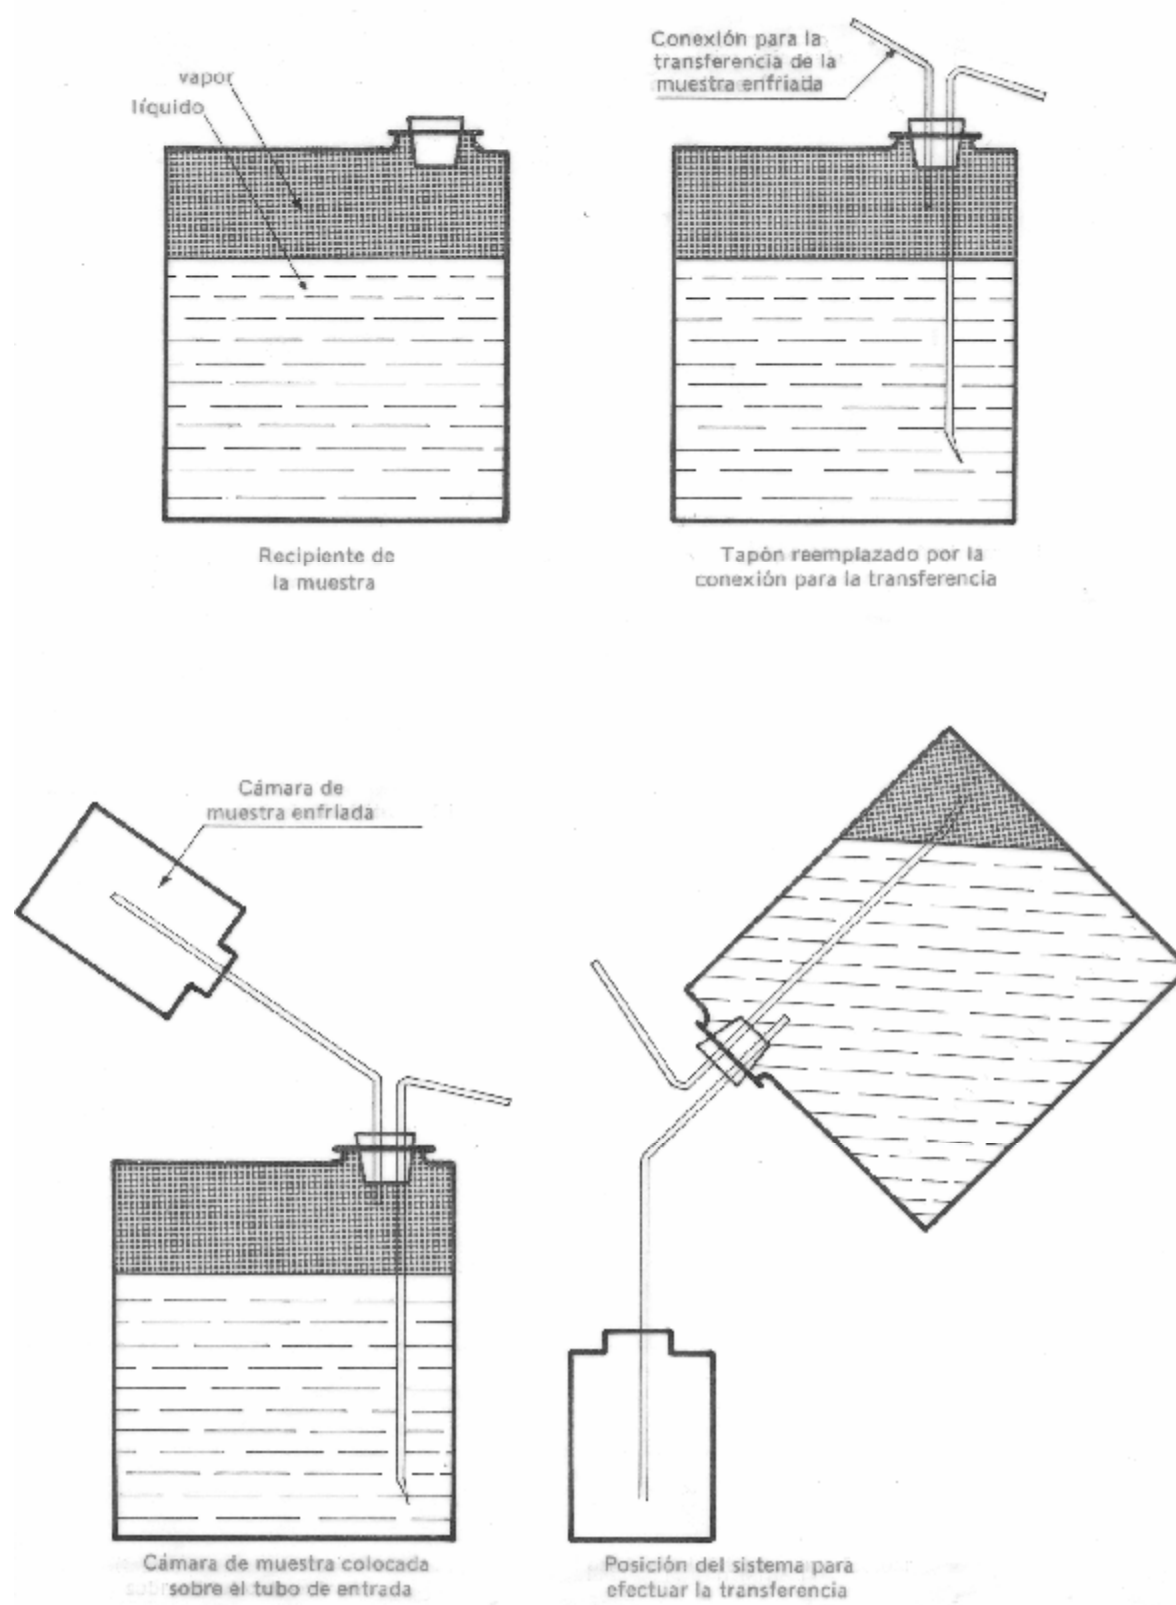 vapor
líquido
Conexión para la
transferencia de la
muestra enfriada
Recipiente de
la muestra
Tapón reemplazado por la
conexión para la transferencia
Cámara de
muestra enfriada
Cámara de muestra colocada
sobre el tubo de entrada
Posición del sistema para
efectuar la transferencia